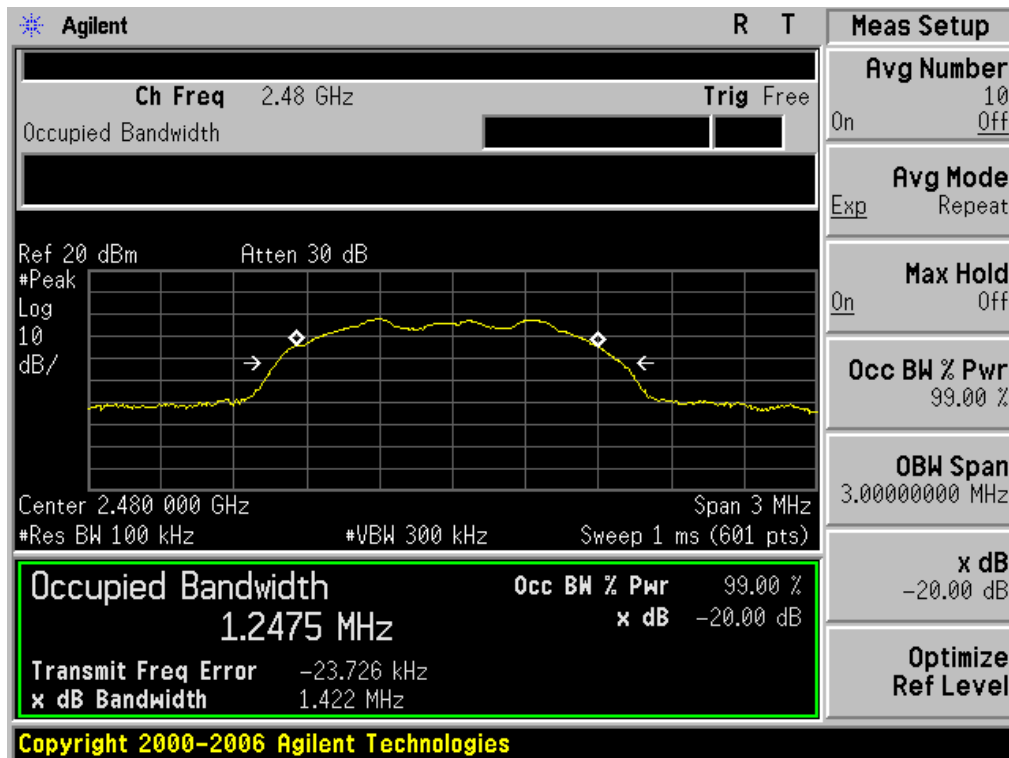 Agilent R T
Ch Freq 2.48 GHz Trig Free
Occupied Bandwidth
Ref 20 dBm Atten 30 dB
#Peak
Log
10
dB/
Center 2.480 000 GHz Span 3 MHz
#Res BW 100 kHz #VBW 300 kHz Sweep 1 ms (601 pts)
Occupied Bandwidth Occ BW % Pwr 99.00 %
1.2475 MHz x dB -20.00 dB
Transmit Freq Error -23.726 kHz
x dB Bandwidth 1.422 MHz
Copyright 2000-2006 Agilent Technologies
Meas Setup
Avg Number
10
On Off
Avg Mode
Exp Repeat
Max Hold
On Off
Occ BW % Pwr
99.00 %
OBW Span
3.00000000 MHz
x dB
-20.00 dB
Optimize
Ref Level